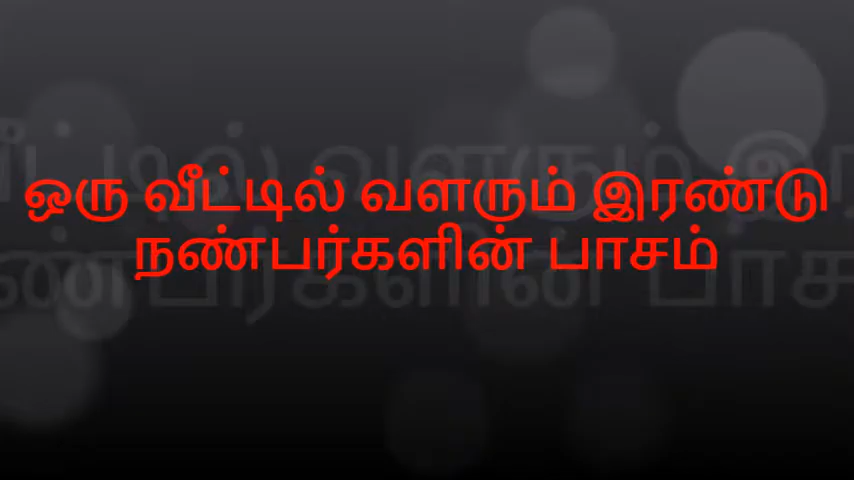 ஒரு வீட்டில் வளரும் இரண்டு
நண்பர்களின் பாசம்